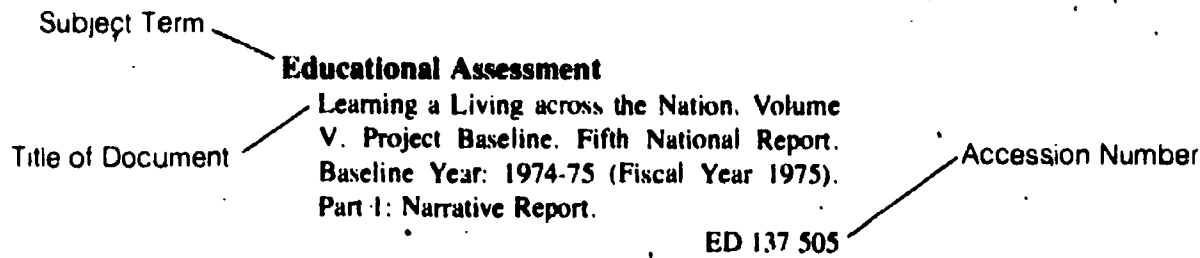 Subject Term
Educational Assessment
Learning a Living across the Nation. Volume
V. Project Baseline. Fifth National Report.
Title of Document
Accession Number
Baseline Year: 1974-75 (Fiscal Year 1975).
Part 1: Narrative Report.
ED 137 505